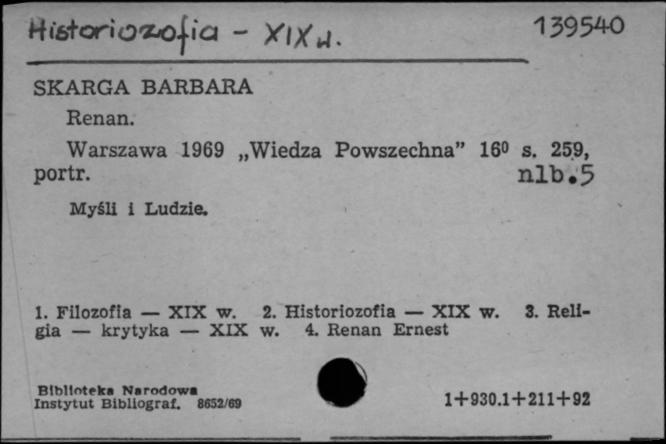 Historiozofia - XIX w. 139540
SKARGA BARBARA
Renan.
Warszawa 1969 „Wiedza Powszechna” 16⁰ s. 259,
portr. nlb.5
Myśli i Ludzie.
1. Filozofia — XIX w. 2. Historiozofia — XIX w. 3. Reli-
gia — krytyka — XIX w. 4. Renan Ernest
Biblioteka Narodowa
Instytut Bibliograf. 8652/69 1+930.1+211+92